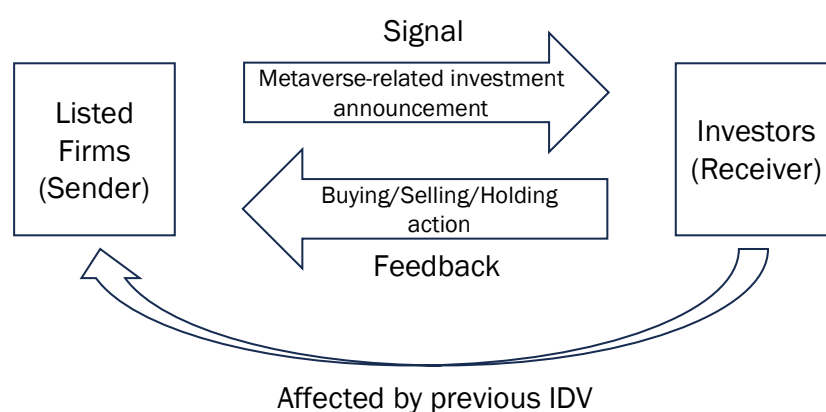 Signal
Metaverse-related investment
announcement
Listed
Firms
(Sender)
Investors
(Receiver)
Buying/Selling/Holding
action
Feedback
Affected by previous IDV